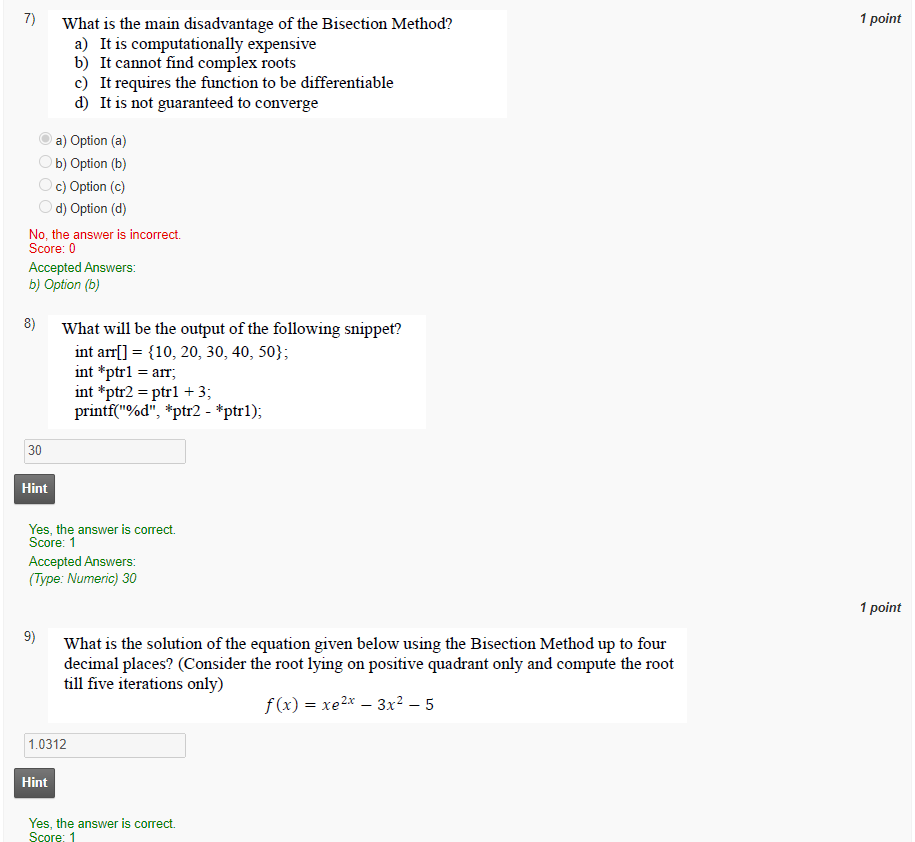 7) What is the main disadvantage of the Bisection Method? 1 point
a) It is computationally expensive
b) It cannot find complex roots
c) It requires the function to be differentiable
d) It is not guaranteed to converge
a) Option (a)
b) Option (b)
c) Option (c)
d) Option (d)
No, the answer is incorrect.
Score: 0
Accepted Answers:
b) Option (b)
8) What will be the output of the following snippet?
int arr[] = {10, 20, 30, 40, 50};
int *ptr1 = arr;
int *ptr2 = ptr1 + 3;
printf("%d", *ptr2 - *ptr1);
30
Hint
Yes, the answer is correct.
Score: 1
Accepted Answers:
(Type: Numeric) 30
1 point
9) What is the solution of the equation given below using the Bisection Method up to four
decimal places? (Consider the root lying on positive quadrant only and compute the root
till five iterations only)
f(x) = xe²ˣ − 3x² − 5
1.0312
Hint
Yes, the answer is correct.
Score: 1